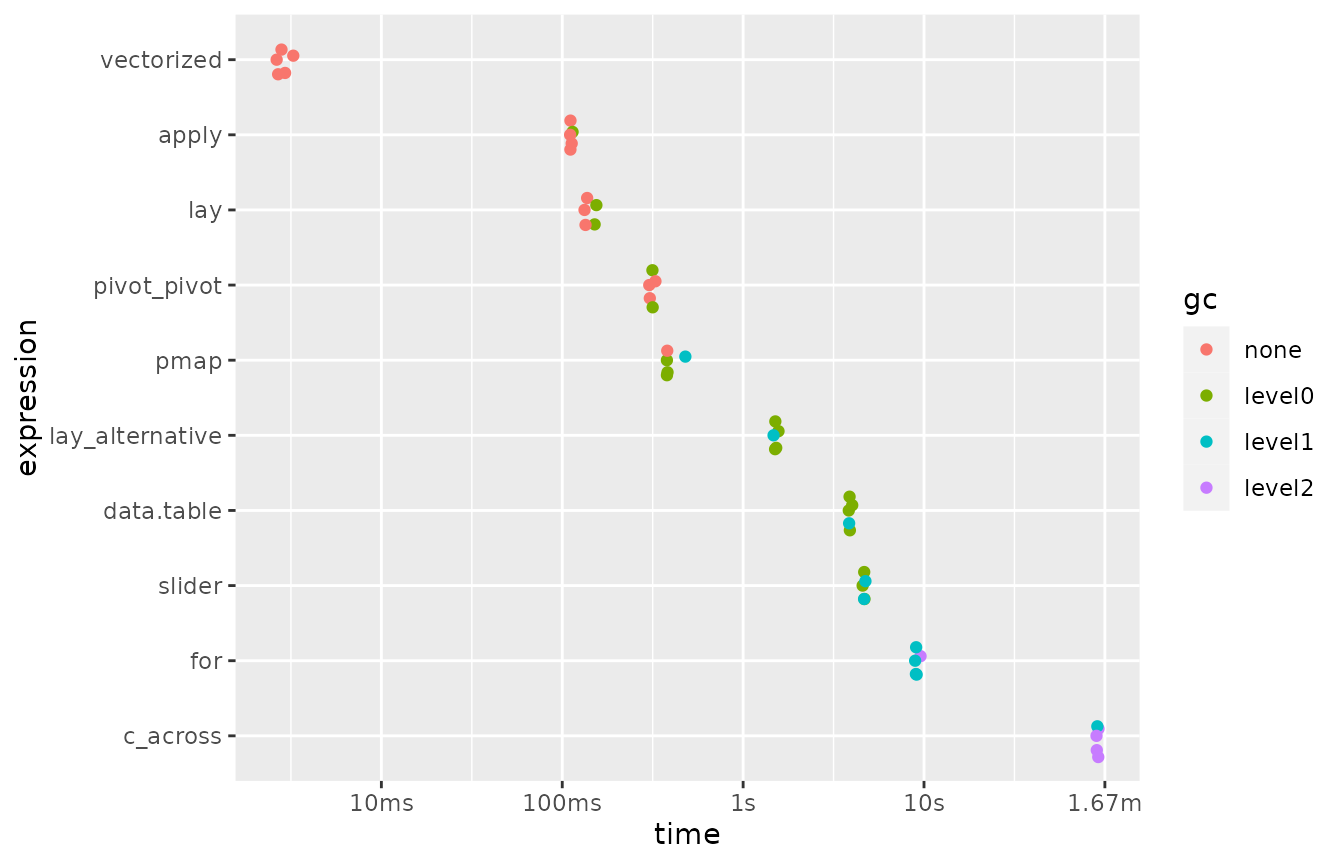 expression
vectorized
apply
lay
pivot_pivot
pmap
lay_alternative
data.table
slider
for
c_across
10ms 100ms 1s 10s 1.67m
time
gc
none
level0
level1
level2